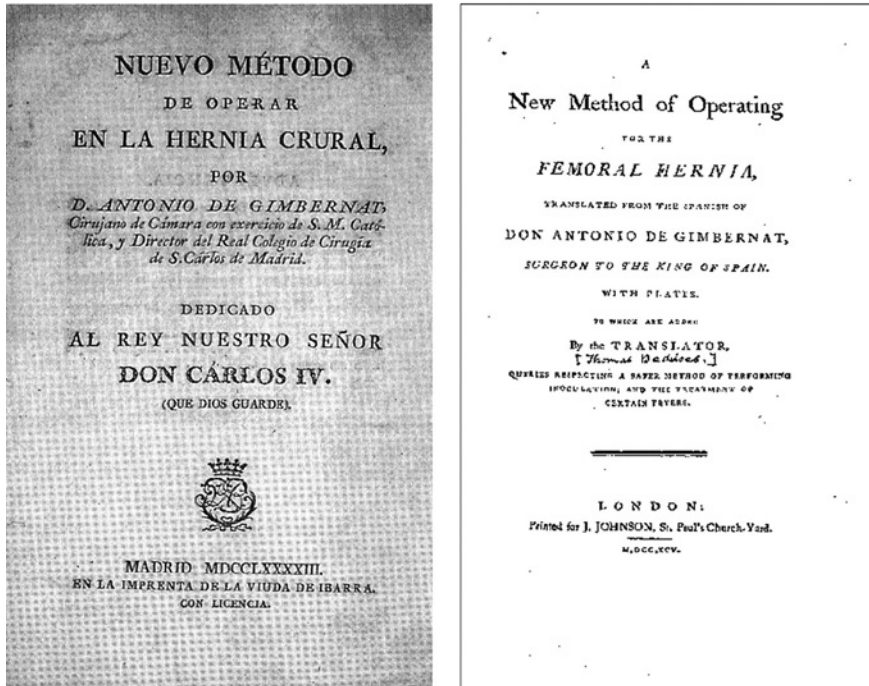 NUEVO MÉTODO
DE OPERAR
EN LA HERNIA CRURAL,
POR
D. ANTONIO DE GIMBERNAT,
Cirujano de Cámara con exercicio de S. M. Cató-
lica, y Director del Real Colegio de Cirugía
de S. Cárlos de Madrid.
DEDICADO
AL REY NUESTRO SEÑOR
DON CÁRLOS IV.
(QUE DIOS GUARDE).
MADRID MDCCLXXXXIII.
EN LA IMPRENTA DE LA VIUDA DE IBARRA.
CON LICENCIA.
A
New Method of Operating
FOR THE
FEMORAL HERNIA,
TRANSLATED FROM THE SPANISH OF
DON ANTONIO DE GIMBERNAT,
SURGEON TO THE KING OF SPAIN.
WITH PLATES.
TO WHICH ARE ADDED
By the TRANSLATOR,
[Thomas Beddoes.]
QUERIES RESPECTING A SAFER METHOD OF PERFORMING
INOCULATION; AND THE TREATMENT OF
CERTAIN FEVERS.
LONDON:
Printed for J. JOHNSON, St. Paul's Church-Yard.
M,DCC,XCV.